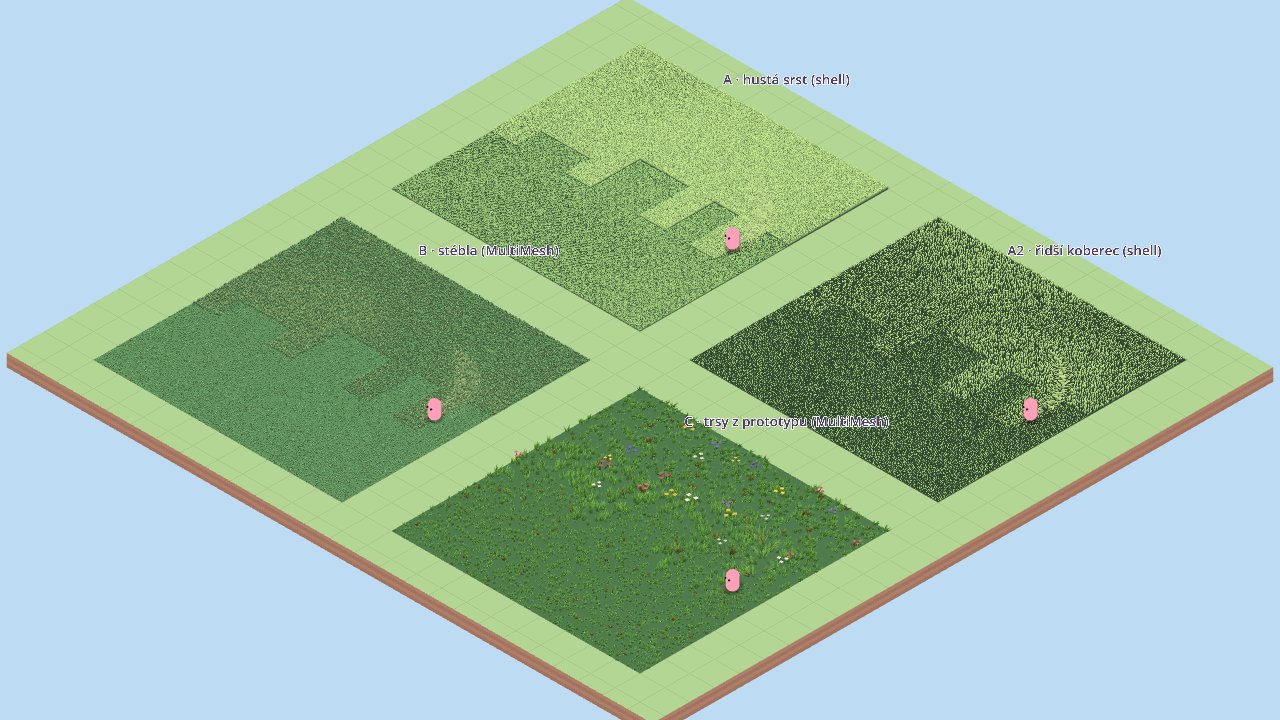 A · hustá srst (shell)
B · stébla (MultiMesh)
A2 · řidší koberec (shell)
C · trsy z prototypu (MultiMesh)